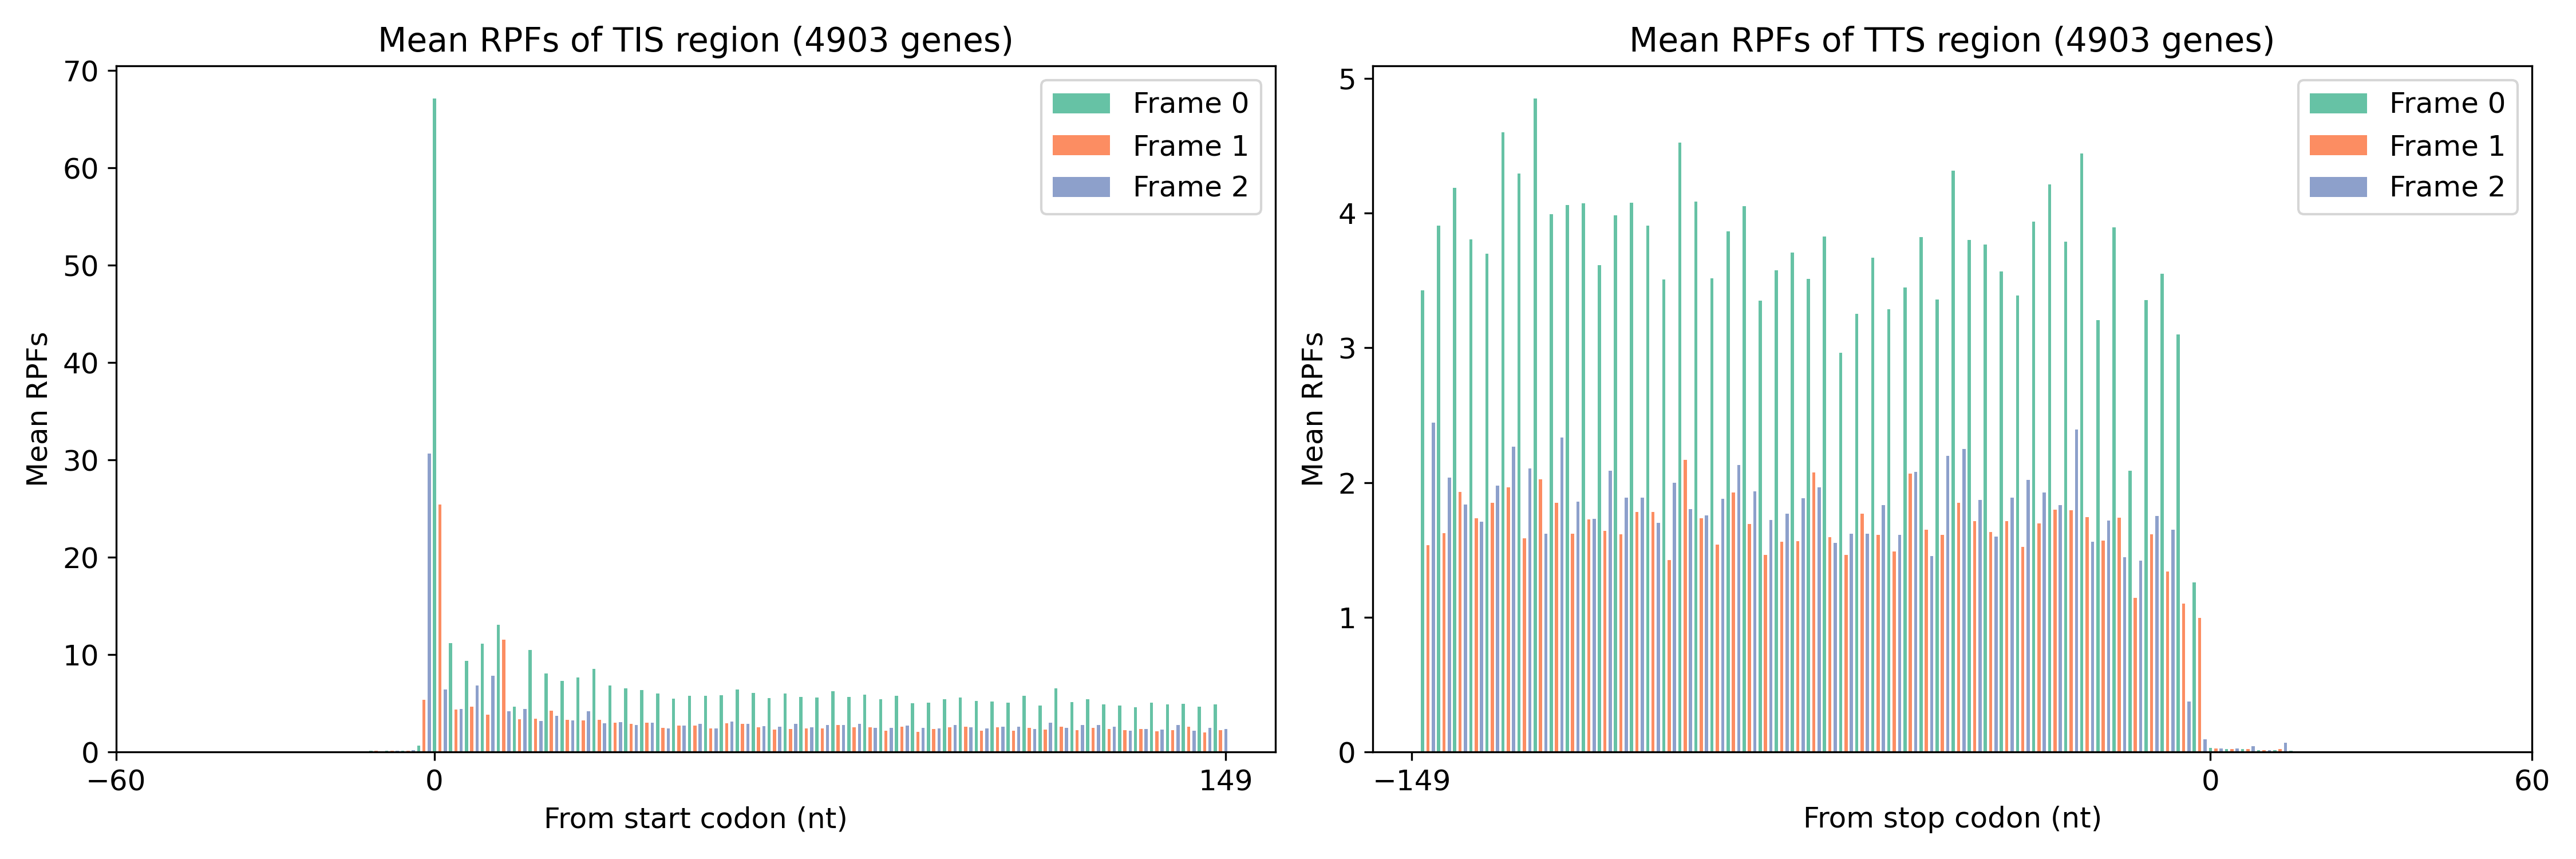 Mean RPFs of TIS region (4903 genes)
70
60
50
40
30
20
10
0
Mean RPFs
−60
0
149
From start codon (nt)
Frame 0
Frame 1
Frame 2
Mean RPFs of TTS region (4903 genes)
5
4
3
2
1
0
Mean RPFs
−149
0
60
From stop codon (nt)
Frame 0
Frame 1
Frame 2